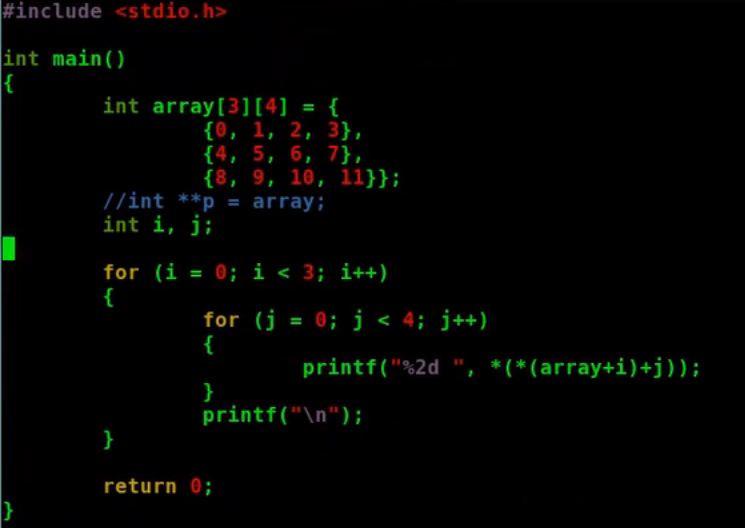 #include <stdio.h>
int main()
{
int array[3][4] = {
{0, 1, 2, 3},
{4, 5, 6, 7},
{8, 9, 10, 11}};
//int **p = array;
int i, j;
for (i = 0; i < 3; i++)
{
for (j = 0; j < 4; j++)
{
printf("%2d ", *(*(array+i)+j));
}
printf("\n");
}
return 0;
}